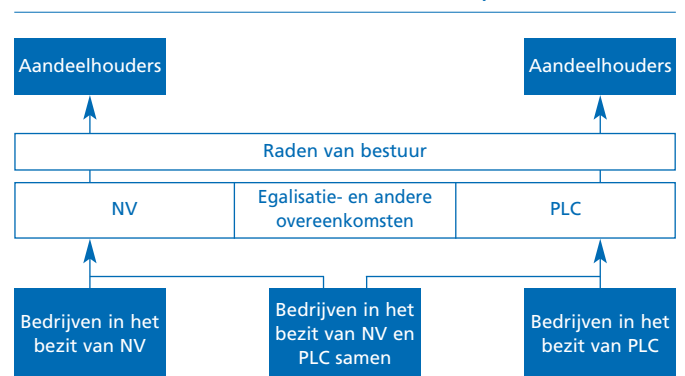 Aandeelhouders
Aandeelhouders
Raden van bestuur
NV
Egalisatie- en andere
overeenkomsten
PLC
Bedrijven in het
bezit van NV
Bedrijven in het
bezit van NV en
PLC samen
Bedrijven in het
bezit van PLC